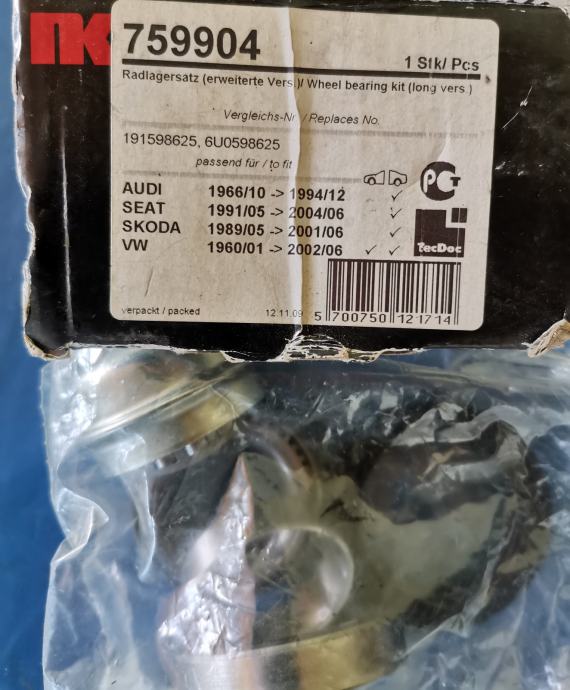 nk
759904
1 Stk/ Pcs
Radlagersatz (erweiterte Vers.)/ Wheel bearing kit (long vers.)
Vergleichs-Nr. / Replaces No.
191598625, 6U0598625
passend für / to fit
AUDI 1966/10 -> 1994/12
SEAT 1991/05 -> 2004/06
SKODA 1989/05 -> 2001/06
VW 1960/01 -> 2002/06
PCT
TecDoc
verpackt / packed 12.11.09
5 700750 121714